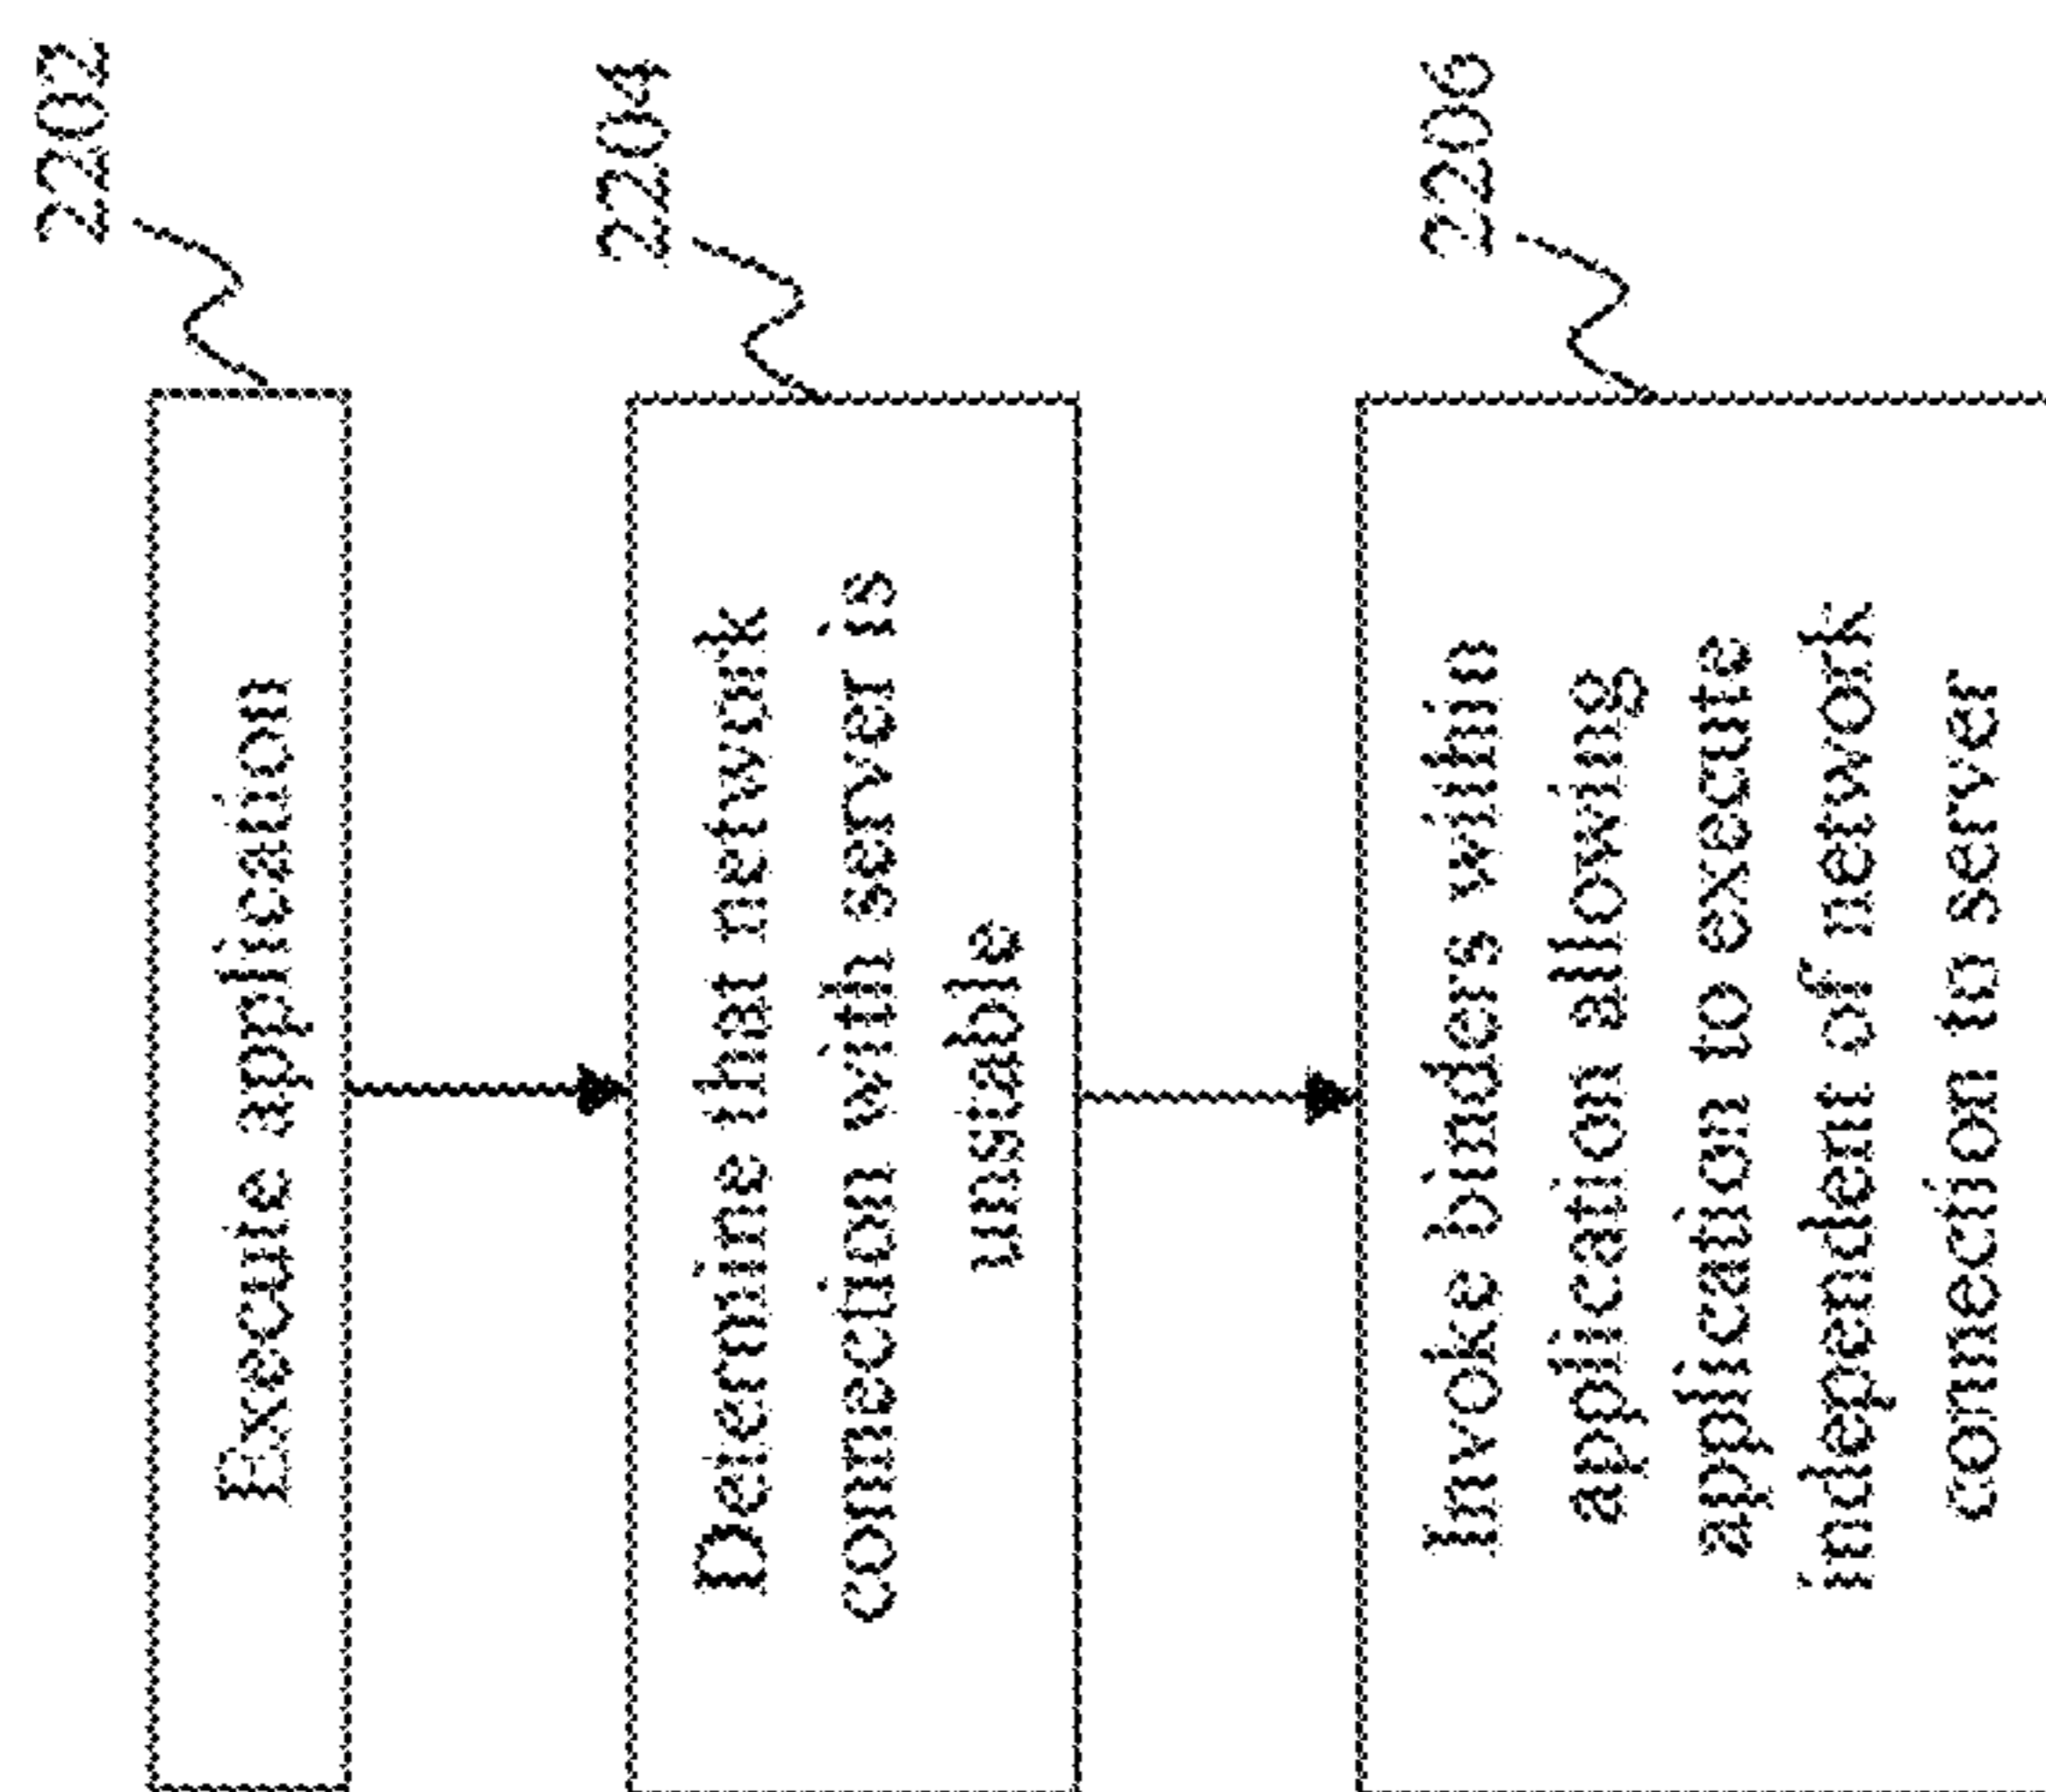 2202
Execute application
2204
Determine that network
connection with server is
unstable
2206
Invoke binders within
application allowing
application to execute
independent of network
connection to server